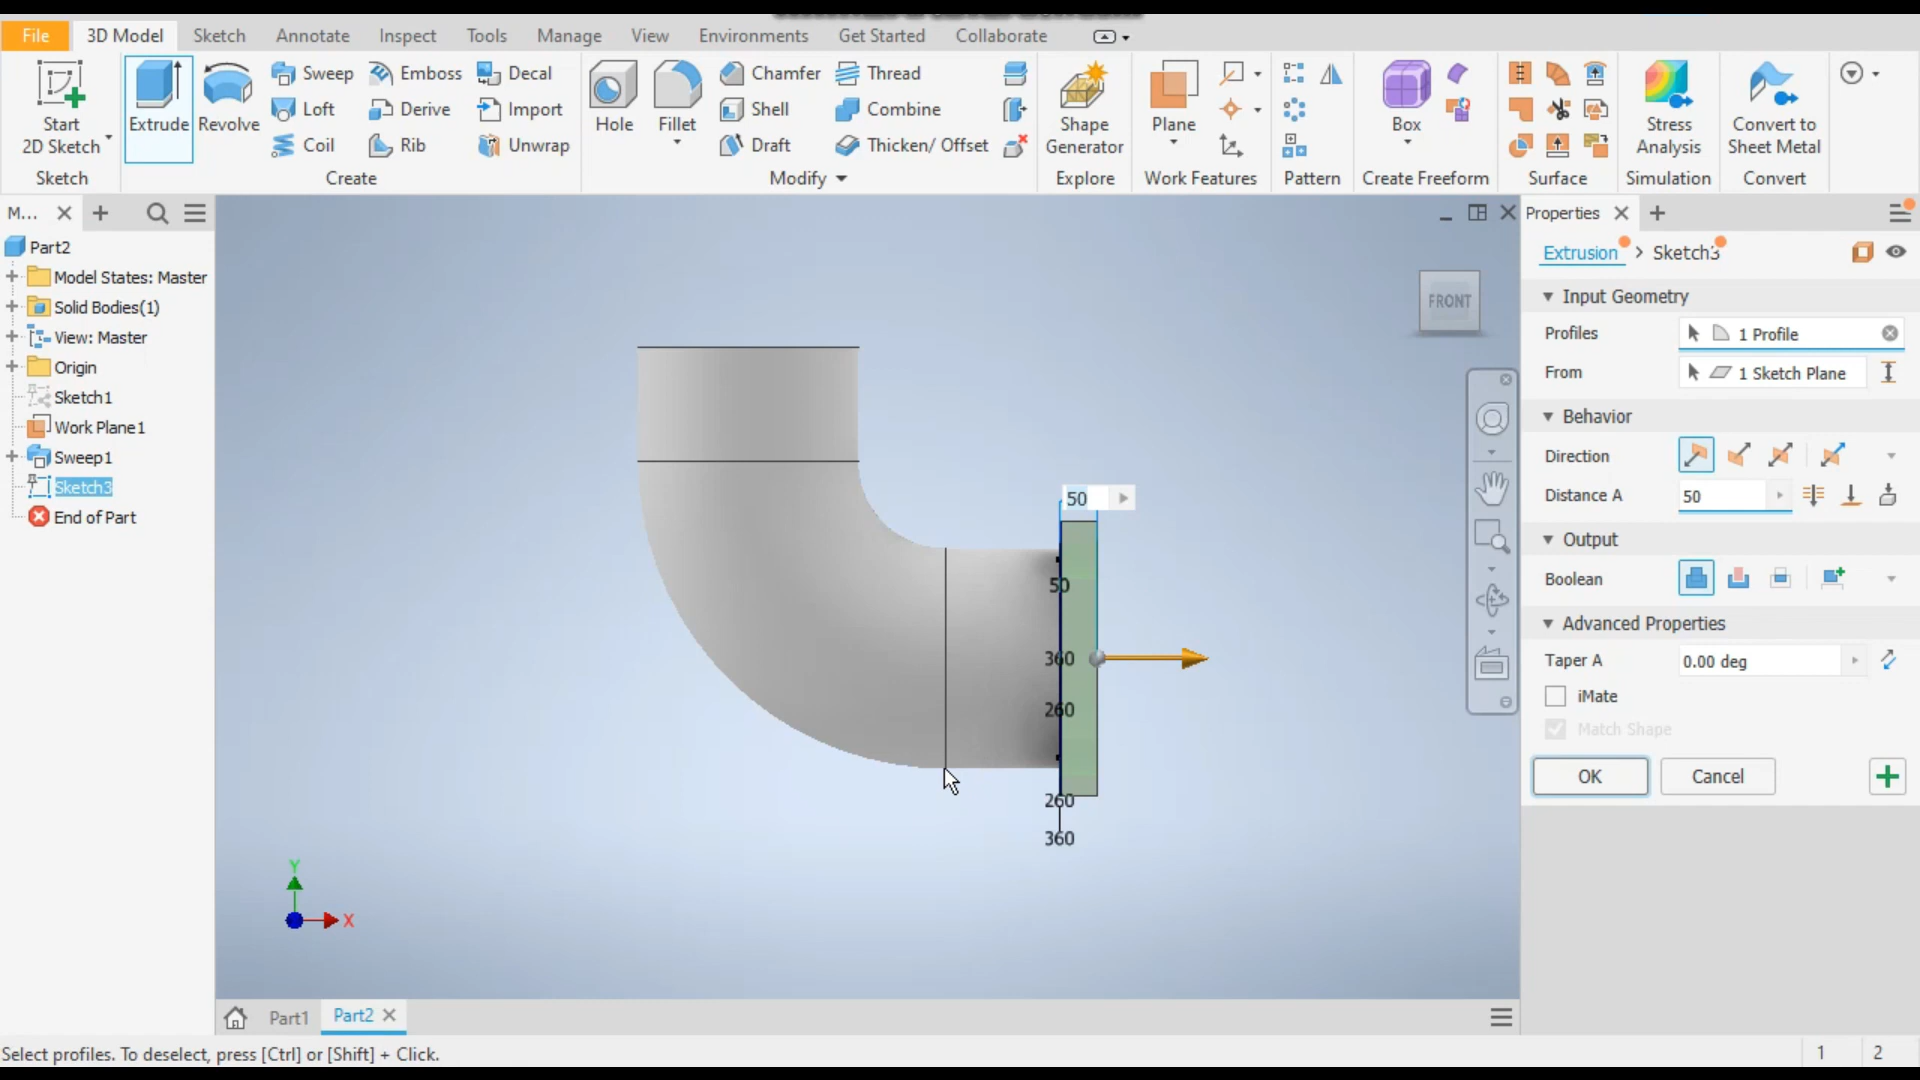 File 3D Model Sketch Annotate Inspect Tools Manage View Environments Get Started Collaborate
Start
2D Sketch
Extrude
Revolve
Sweep
Loft
Coil
Emboss
Derive
Rib
Decal
Import
Unwrap
Hole
Fillet
Chamfer
Shell
Draft
Thread
Combine
Thicken/ Offset
Shape
Generator
Plane
Box
Stress
Analysis
Convert to
Sheet Metal
Sketch Create Modify Explore Work Features Pattern Create Freeform Surface Simulation Convert
M...
Part2
Model States: Master
Solid Bodies(1)
View: Master
Origin
Sketch1
Work Plane1
Sweep1
Sketch3
End of Part
FRONT
50
50
360
260
260
360
Y
X
Properties
Extrusion > Sketch3
Input Geometry
Profiles 1 Profile
From 1 Sketch Plane
Behavior
Direction
Distance A 50
Output
Boolean
Advanced Properties
Taper A 0.00 deg
iMate
Match Shape
OK Cancel
Part1 Part2
Select profiles. To deselect, press [Ctrl] or [Shift] + Click.
1 2